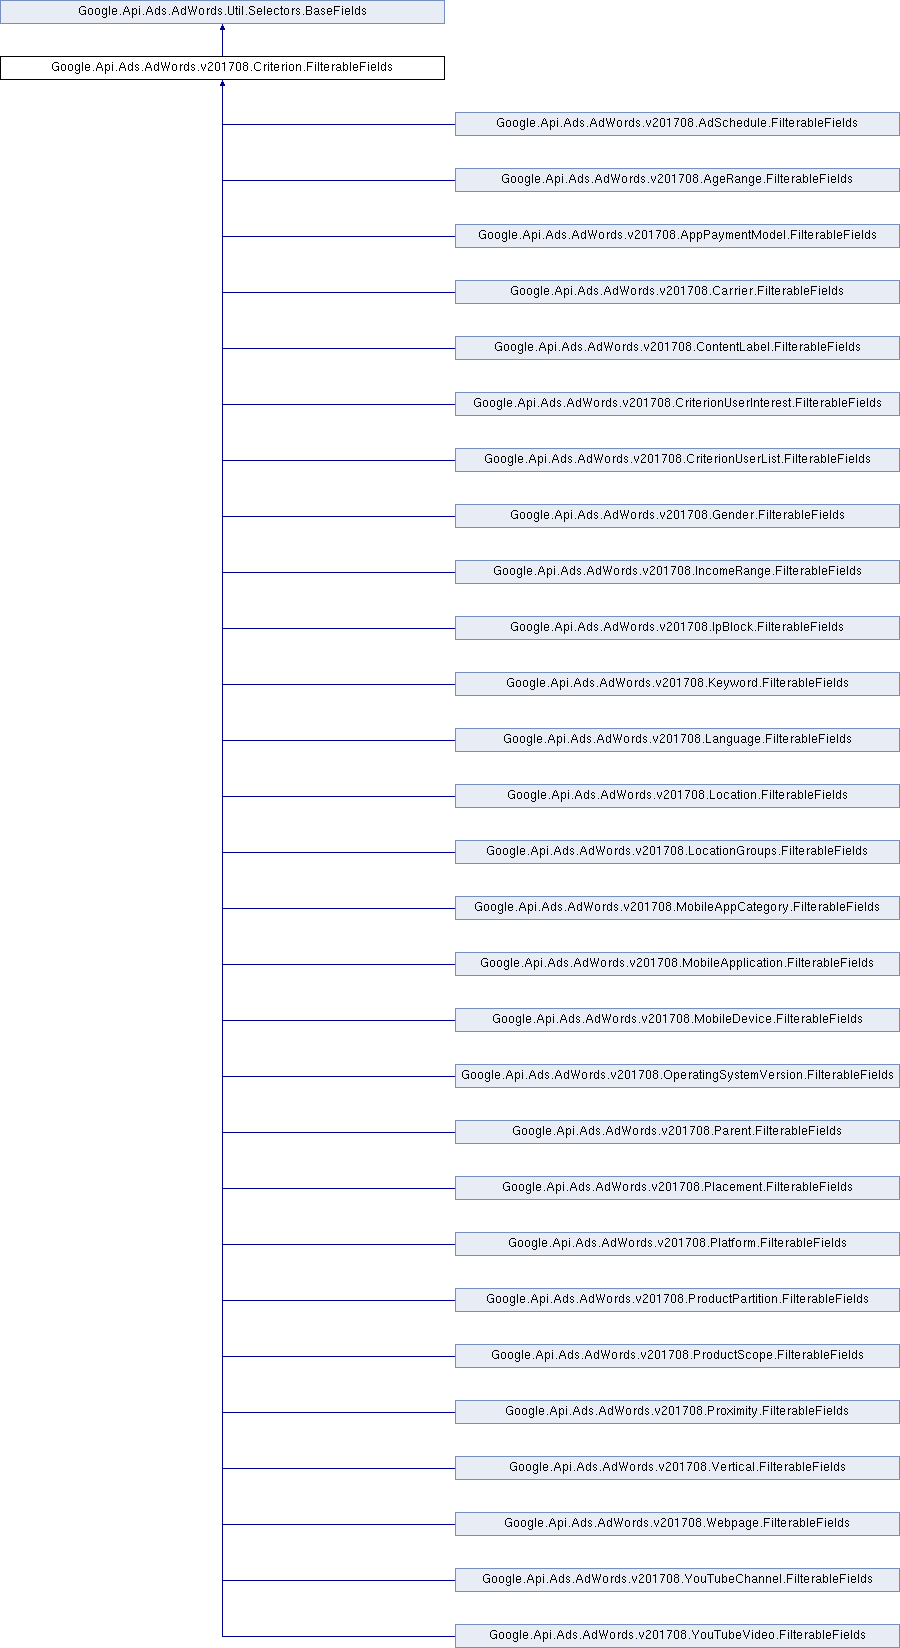 Google.Api.Ads.AdWords.Util.Selectors.BaseFields
Google.Api.Ads.AdWords.v201708.Criterion.FilterableFields
Google.Api.Ads.AdWords.v201708.AdSchedule.FilterableFields
Google.Api.Ads.AdWords.v201708.AgeRange.FilterableFields
Google.Api.Ads.AdWords.v201708.AppPaymentModel.FilterableFields
Google.Api.Ads.AdWords.v201708.Carrier.FilterableFields
Google.Api.Ads.AdWords.v201708.ContentLabel.FilterableFields
Google.Api.Ads.AdWords.v201708.CriterionUserInterest.FilterableFields
Google.Api.Ads.AdWords.v201708.CriterionUserList.FilterableFields
Google.Api.Ads.AdWords.v201708.Gender.FilterableFields
Google.Api.Ads.AdWords.v201708.IncomeRange.FilterableFields
Google.Api.Ads.AdWords.v201708.IpBlock.FilterableFields
Google.Api.Ads.AdWords.v201708.Keyword.FilterableFields
Google.Api.Ads.AdWords.v201708.Language.FilterableFields
Google.Api.Ads.AdWords.v201708.Location.FilterableFields
Google.Api.Ads.AdWords.v201708.LocationGroups.FilterableFields
Google.Api.Ads.AdWords.v201708.MobileAppCategory.FilterableFields
Google.Api.Ads.AdWords.v201708.MobileApplication.FilterableFields
Google.Api.Ads.AdWords.v201708.MobileDevice.FilterableFields
Google.Api.Ads.AdWords.v201708.OperatingSystemVersion.FilterableFields
Google.Api.Ads.AdWords.v201708.Parent.FilterableFields
Google.Api.Ads.AdWords.v201708.Placement.FilterableFields
Google.Api.Ads.AdWords.v201708.Platform.FilterableFields
Google.Api.Ads.AdWords.v201708.ProductPartition.FilterableFields
Google.Api.Ads.AdWords.v201708.ProductScope.FilterableFields
Google.Api.Ads.AdWords.v201708.Proximity.FilterableFields
Google.Api.Ads.AdWords.v201708.Vertical.FilterableFields
Google.Api.Ads.AdWords.v201708.Webpage.FilterableFields
Google.Api.Ads.AdWords.v201708.YouTubeChannel.FilterableFields
Google.Api.Ads.AdWords.v201708.YouTubeVideo.FilterableFields